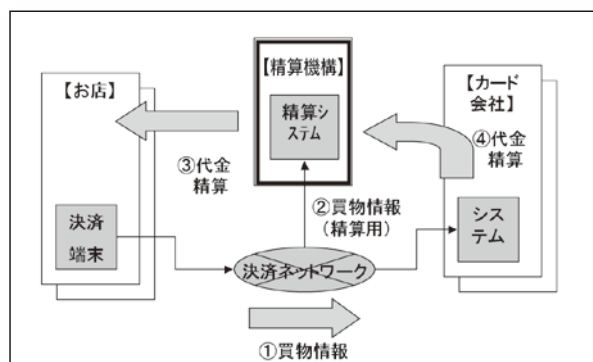 【お店】
【精算機構】
【カード
会社】
精算シ
ステム
③代金
精算
④代金
精算
②買物情報
(精算用)
決済
端末
シス
テム
決済ネットワーク
①買物情報